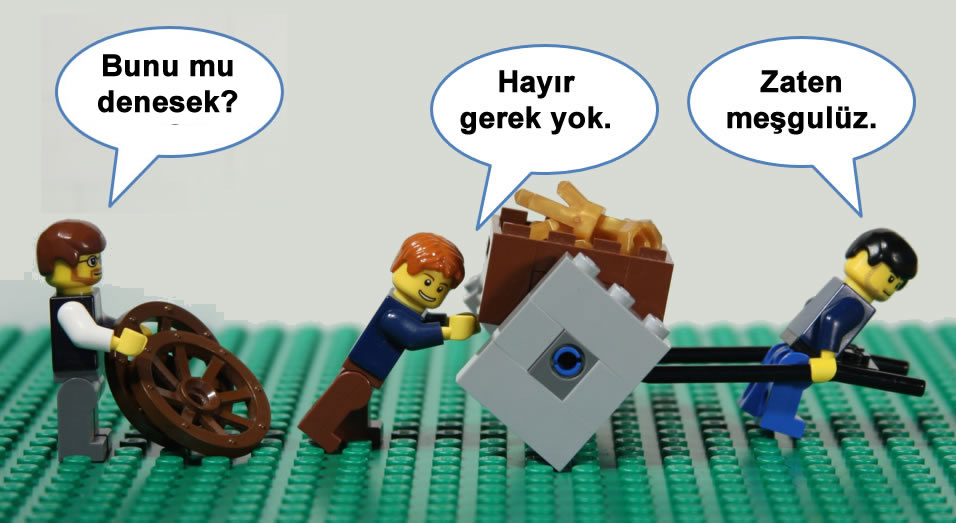 Bunu mu
denesek?
Hayır
gerek yok.
Zaten
meşgulüz.